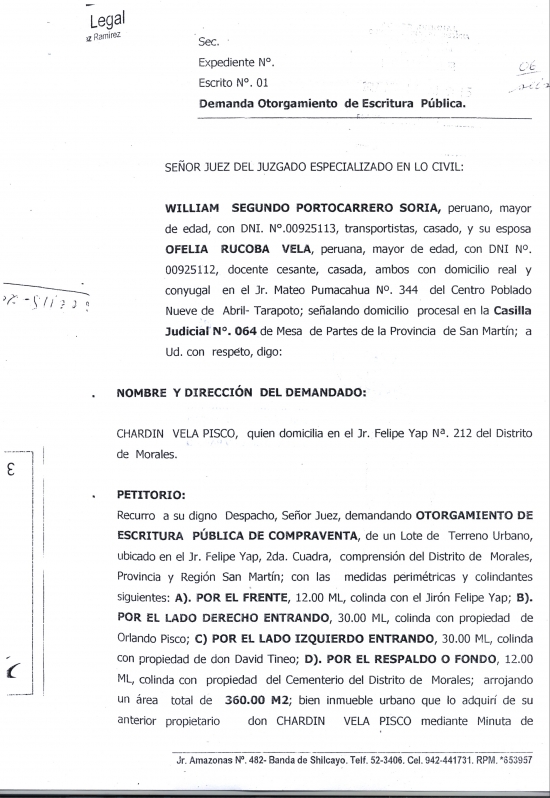 Legal
z Ramirez
06
Sec.
Expediente Nº.
Escrito Nº. 01
Demanda Otorgamiento de Escritura Pública.
SEÑOR JUEZ DEL JUZGADO ESPECIALIZADO EN LO CIVIL:
WILLIAM SEGUNDO PORTOCARRERO SORIA, peruano, mayor
de edad, con DNI. Nº.00925113, transportistas, casado, y su esposa
OFELIA RUCOBA VELA, peruana, mayor de edad, con DNI Nº.
00925112, docente cesante, casada, ambos con domicilio real y
conyugal en el Jr. Mateo Pumacahua Nº. 344 del Centro Poblado
Nueve de Abril- Tarapoto; señalando domicilio procesal en la Casilla
Judicial Nº. 064 de Mesa de Partes de la Provincia de San Martín; a
Ud. con respeto, digo:
. NOMBRE Y DIRECCIÓN DEL DEMANDADO:
CHARDIN VELA PISCO, quien domicilia en el Jr. Felipe Yap Nª. 212 del Distrito
de Morales.
. PETITORIO:
Recurro a su digno Despacho, Señor Juez, demandando OTORGAMIENTO DE
ESCRITURA PÚBLICA DE COMPRAVENTA, de un Lote de Terreno Urbano,
ubicado en el Jr. Felipe Yap, 2da. Cuadra, comprensión del Distrito de Morales,
Provincia y Región San Martín; con las medidas perimétricas y colindantes
siguientes: A). POR EL FRENTE, 12.00 ML, colinda con el Jirón Felipe Yap; B).
POR EL LADO DERECHO ENTRANDO, 30.00 ML, colinda con propiedad de
Orlando Pisco; C) POR EL LADO IZQUIERDO ENTRANDO, 30.00 ML, colinda
con propiedad de don David Tineo; D). POR EL RESPALDO O FONDO, 12.00
ML, colinda con propiedad del Cementerio del Distrito de Morales; arrojando
un área total de 360.00 M2; bien inmueble urbano que lo adquirí de su
anterior propietario don CHARDIN VELA PISCO mediante Minuta de
Jr. Amazonas Nº. 482- Banda de Shilcayo. Telf. 52-3406. Cel. 942-441731. RPM. *653957